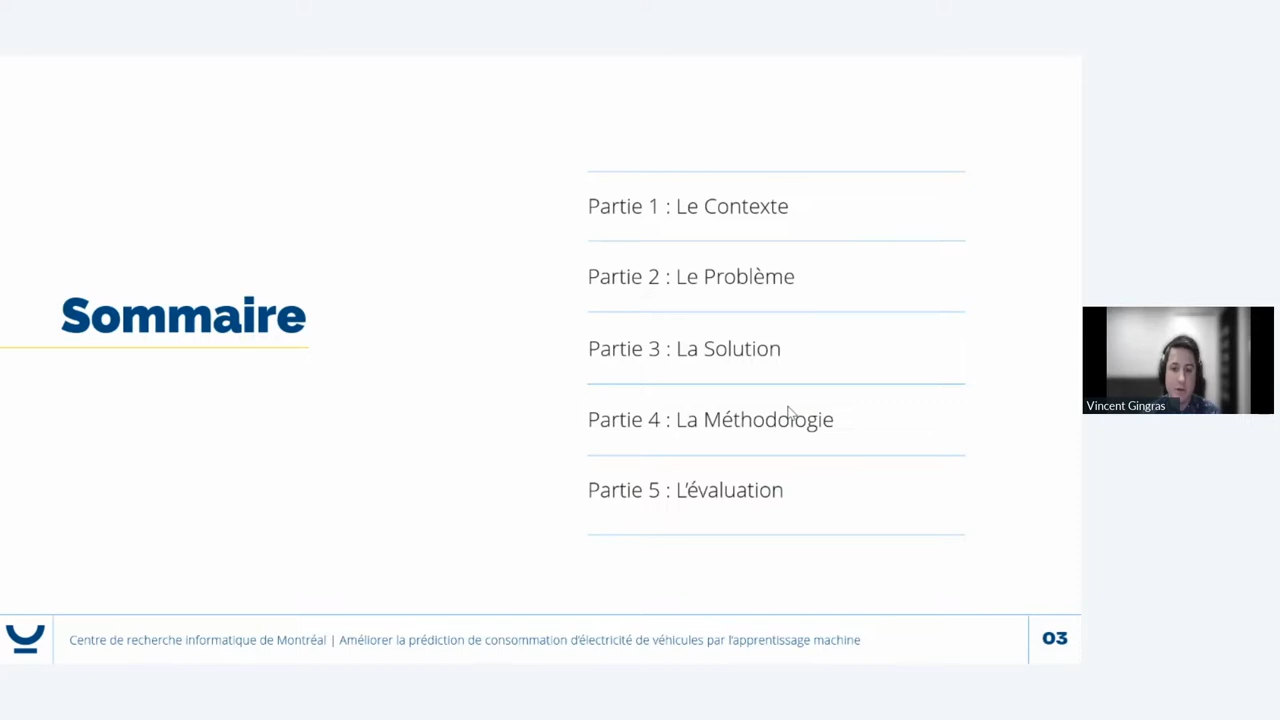 Sommaire
Partie 1 : Le Contexte
Partie 2 : Le Problème
Partie 3 : La Solution
Partie 4 : La Méthodologie
Partie 5 : L'évaluation
Vincent Gingras
Centre de recherche informatique de Montréal | Améliorer la prédiction de consommation d'électricité de véhicules par l'apprentissage machine
03